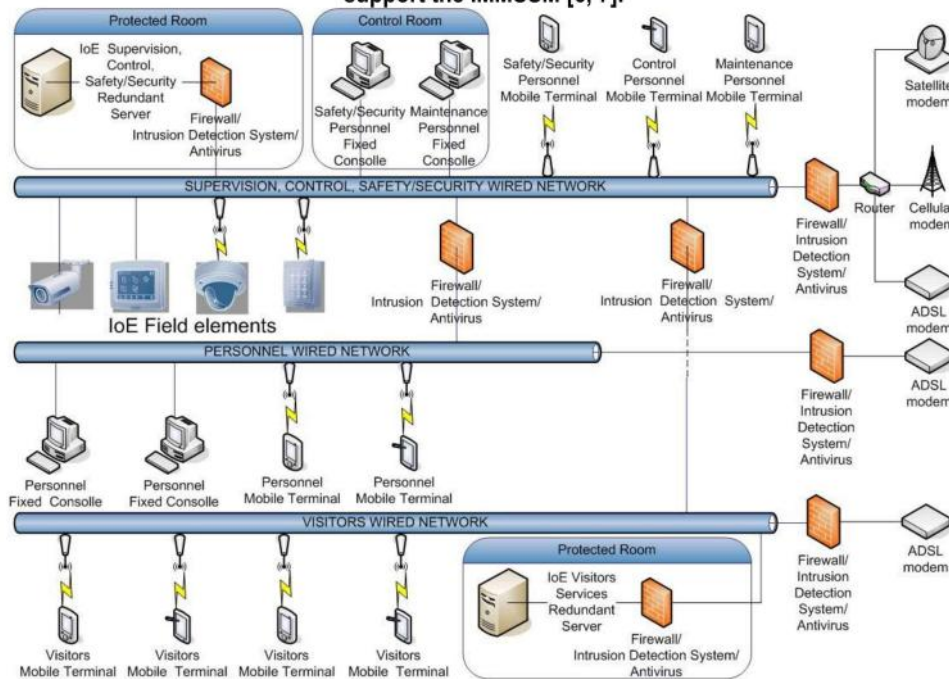 support the IMMSUM [6, 7].
Protected Room
IoE Supervision,
Control,
Safety/Security
Redundant
Server
Firewall/
Intrusion Detection System/
Antivirus
Control Room
Safety/Security
Personnel
Fixed
Consolle
Maintenance
Personnel
Fixed
Consolle
Safety/Security
Personnel
Mobile Terminal
Control
Personnel
Mobile Terminal
Maintenance
Personnel
Mobile Terminal
Satellite
modem
SUPERVISION, CONTROL, SAFETY/SECURITY WIRED NETWORK
Firewall/
Intrusion
Detection
System/
Antivirus
Router
Cellular
modem
ADSL
modem
IoE Field elements
Firewall/
Intrusion Detection System/
Antivirus
Firewall/
Intrusion Detection System/
Antivirus
PERSONNEL WIRED NETWORK
Firewall/
Intrusion
Detection
System/
Antivirus
ADSL
modem
Personnel
Fixed Consolle
Personnel
Fixed Consolle
Personnel
Mobile Terminal
Personnel
Mobile Terminal
VISITORS WIRED NETWORK
Firewall/
Intrusion
Detection
System/
Antivirus
ADSL
modem
Visitors
Mobile Terminal
Visitors
Mobile Terminal
Visitors
Mobile Terminal
Visitors
Mobile Terminal
Protected Room
IoE Visitors
Services
Redundant
Server
Firewall/
Intrusion Detection System/
Antivirus